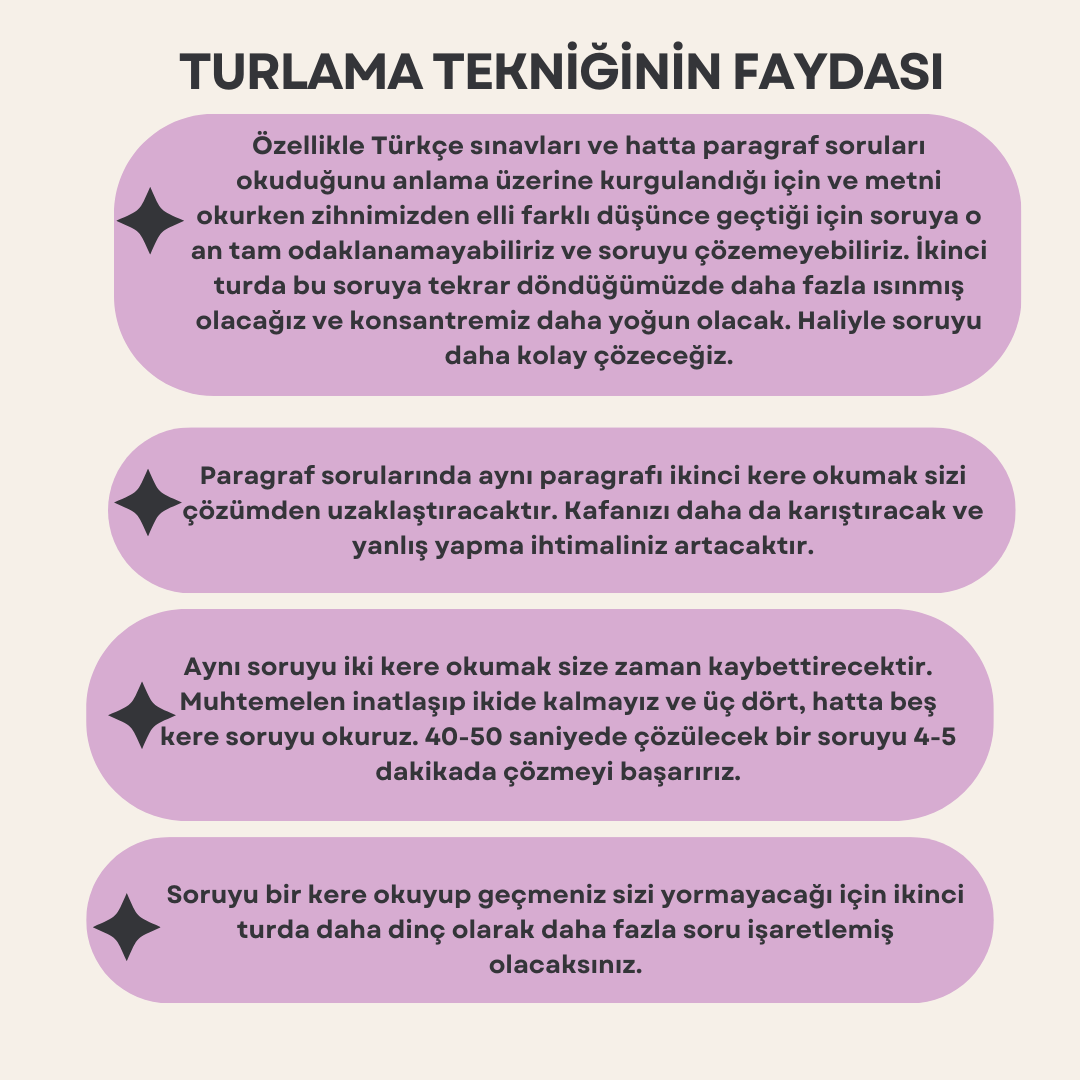 TURLAMA TEKNİĞİNİN FAYDASI
Özellikle Türkçe sınavları ve hatta paragraf soruları
okuduğunu anlama üzerine kurgulandığı için ve metni
okurken zihnimizden elli farklı düşünce geçtiği için soruya o
an tam odaklanamayabiliriz ve soruyu çözemeyebiliriz. İkinci
turda bu soruya tekrar döndüğümüzde daha fazla ısınmış
olacağız ve konsantremiz daha yoğun olacak. Haliyle soruyu
daha kolay çözeceğiz.
Paragraf sorularında aynı paragrafı ikinci kere okumak sizi
çözümden uzaklaştıracaktır. Kafanızı daha da karıştıracak ve
yanlış yapma ihtimaliniz artacaktır.
Aynı soruyu iki kere okumak size zaman kaybettirecektir.
Muhtemelen inatlaşıp ikide kalmayız ve üç dört, hatta beş
kere soruyu okuruz. 40-50 saniyede çözülecek bir soruyu 4-5
dakikada çözmeyi başarırız.
Soruyu bir kere okuyup geçmeniz sizi yormayacağı için ikinci
turda daha dinç olarak daha fazla soru işaretlemiş
olacaksınız.